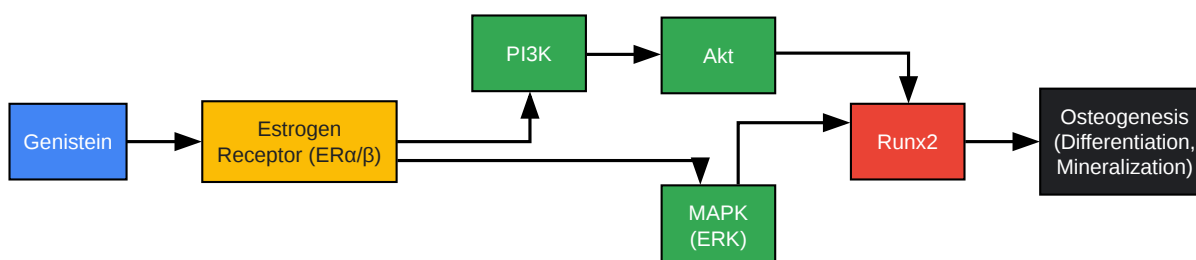 Genistein
Estrogen
Receptor (ERα/β)
PI3K
Akt
MAPK
(ERK)
Runx2
Osteogenesis
(Differentiation,
Mineralization)